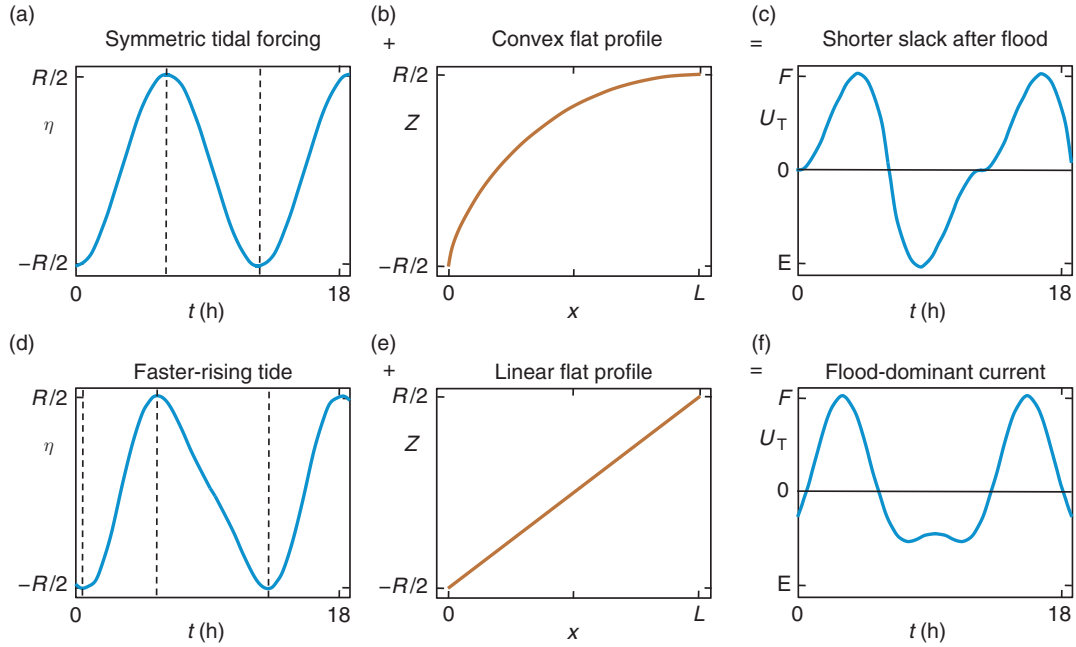 (a)
Symmetric tidal forcing
R/2
η
−R/2
0
18
t (h)
(b)
+
Convex flat profile
R/2
Z
−R/2
0
L
x
(c)
=
Shorter slack after flood
F
U_T
0
E
0
18
t (h)
(d)
Faster-rising tide
R/2
η
−R/2
0
18
t (h)
(e)
+
Linear flat profile
R/2
Z
−R/2
0
L
x
(f)
=
Flood-dominant current
F
U_T
0
E
0
18
t (h)